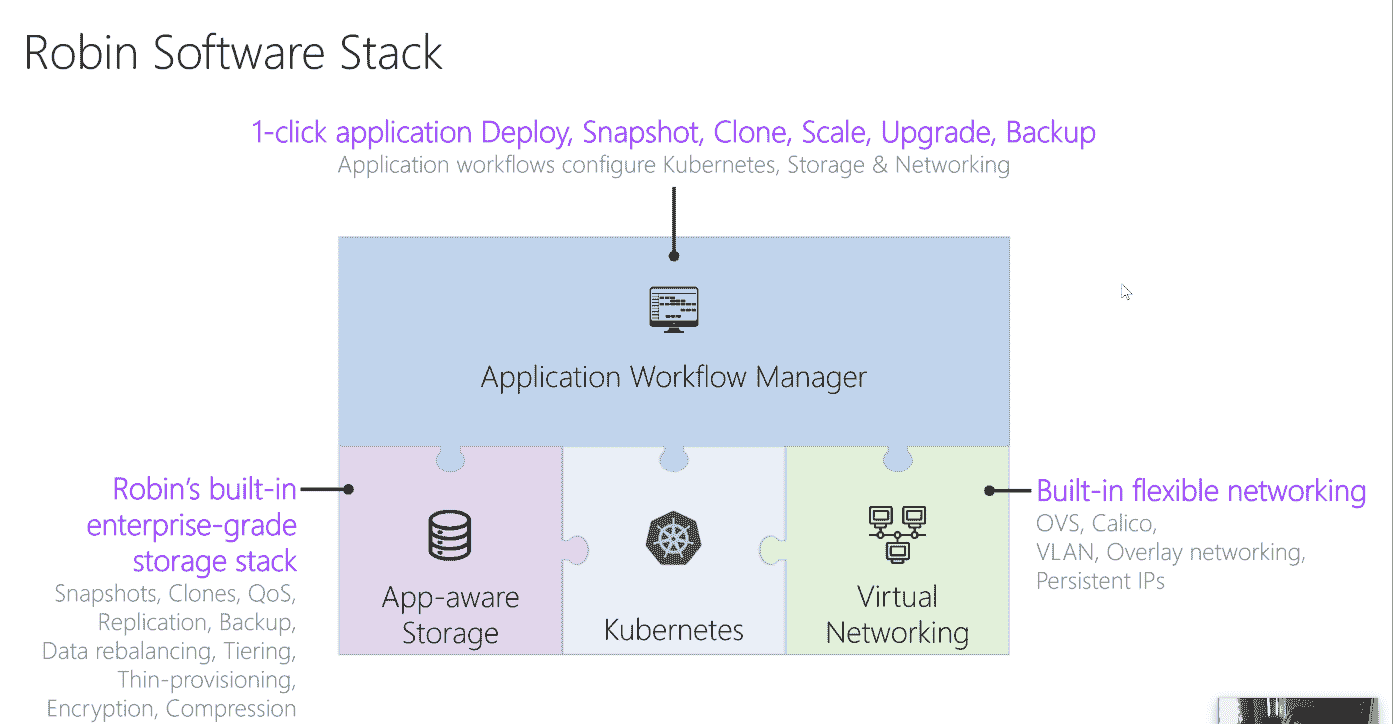 Robin Software Stack
1-click application Deploy, Snapshot, Clone, Scale, Upgrade, Backup
Application workflows configure Kubernetes, Storage & Networking
Application Workflow Manager
Robin's built-in
enterprise-grade
storage stack
Snapshots, Clones, QoS,
Replication, Backup,
Data rebalancing, Tiering,
Thin-provisioning,
Encryption, Compression
App-aware
Storage
Kubernetes
Virtual
Networking
Built-in flexible networking
OVS, Calico,
VLAN, Overlay networking,
Persistent IPs